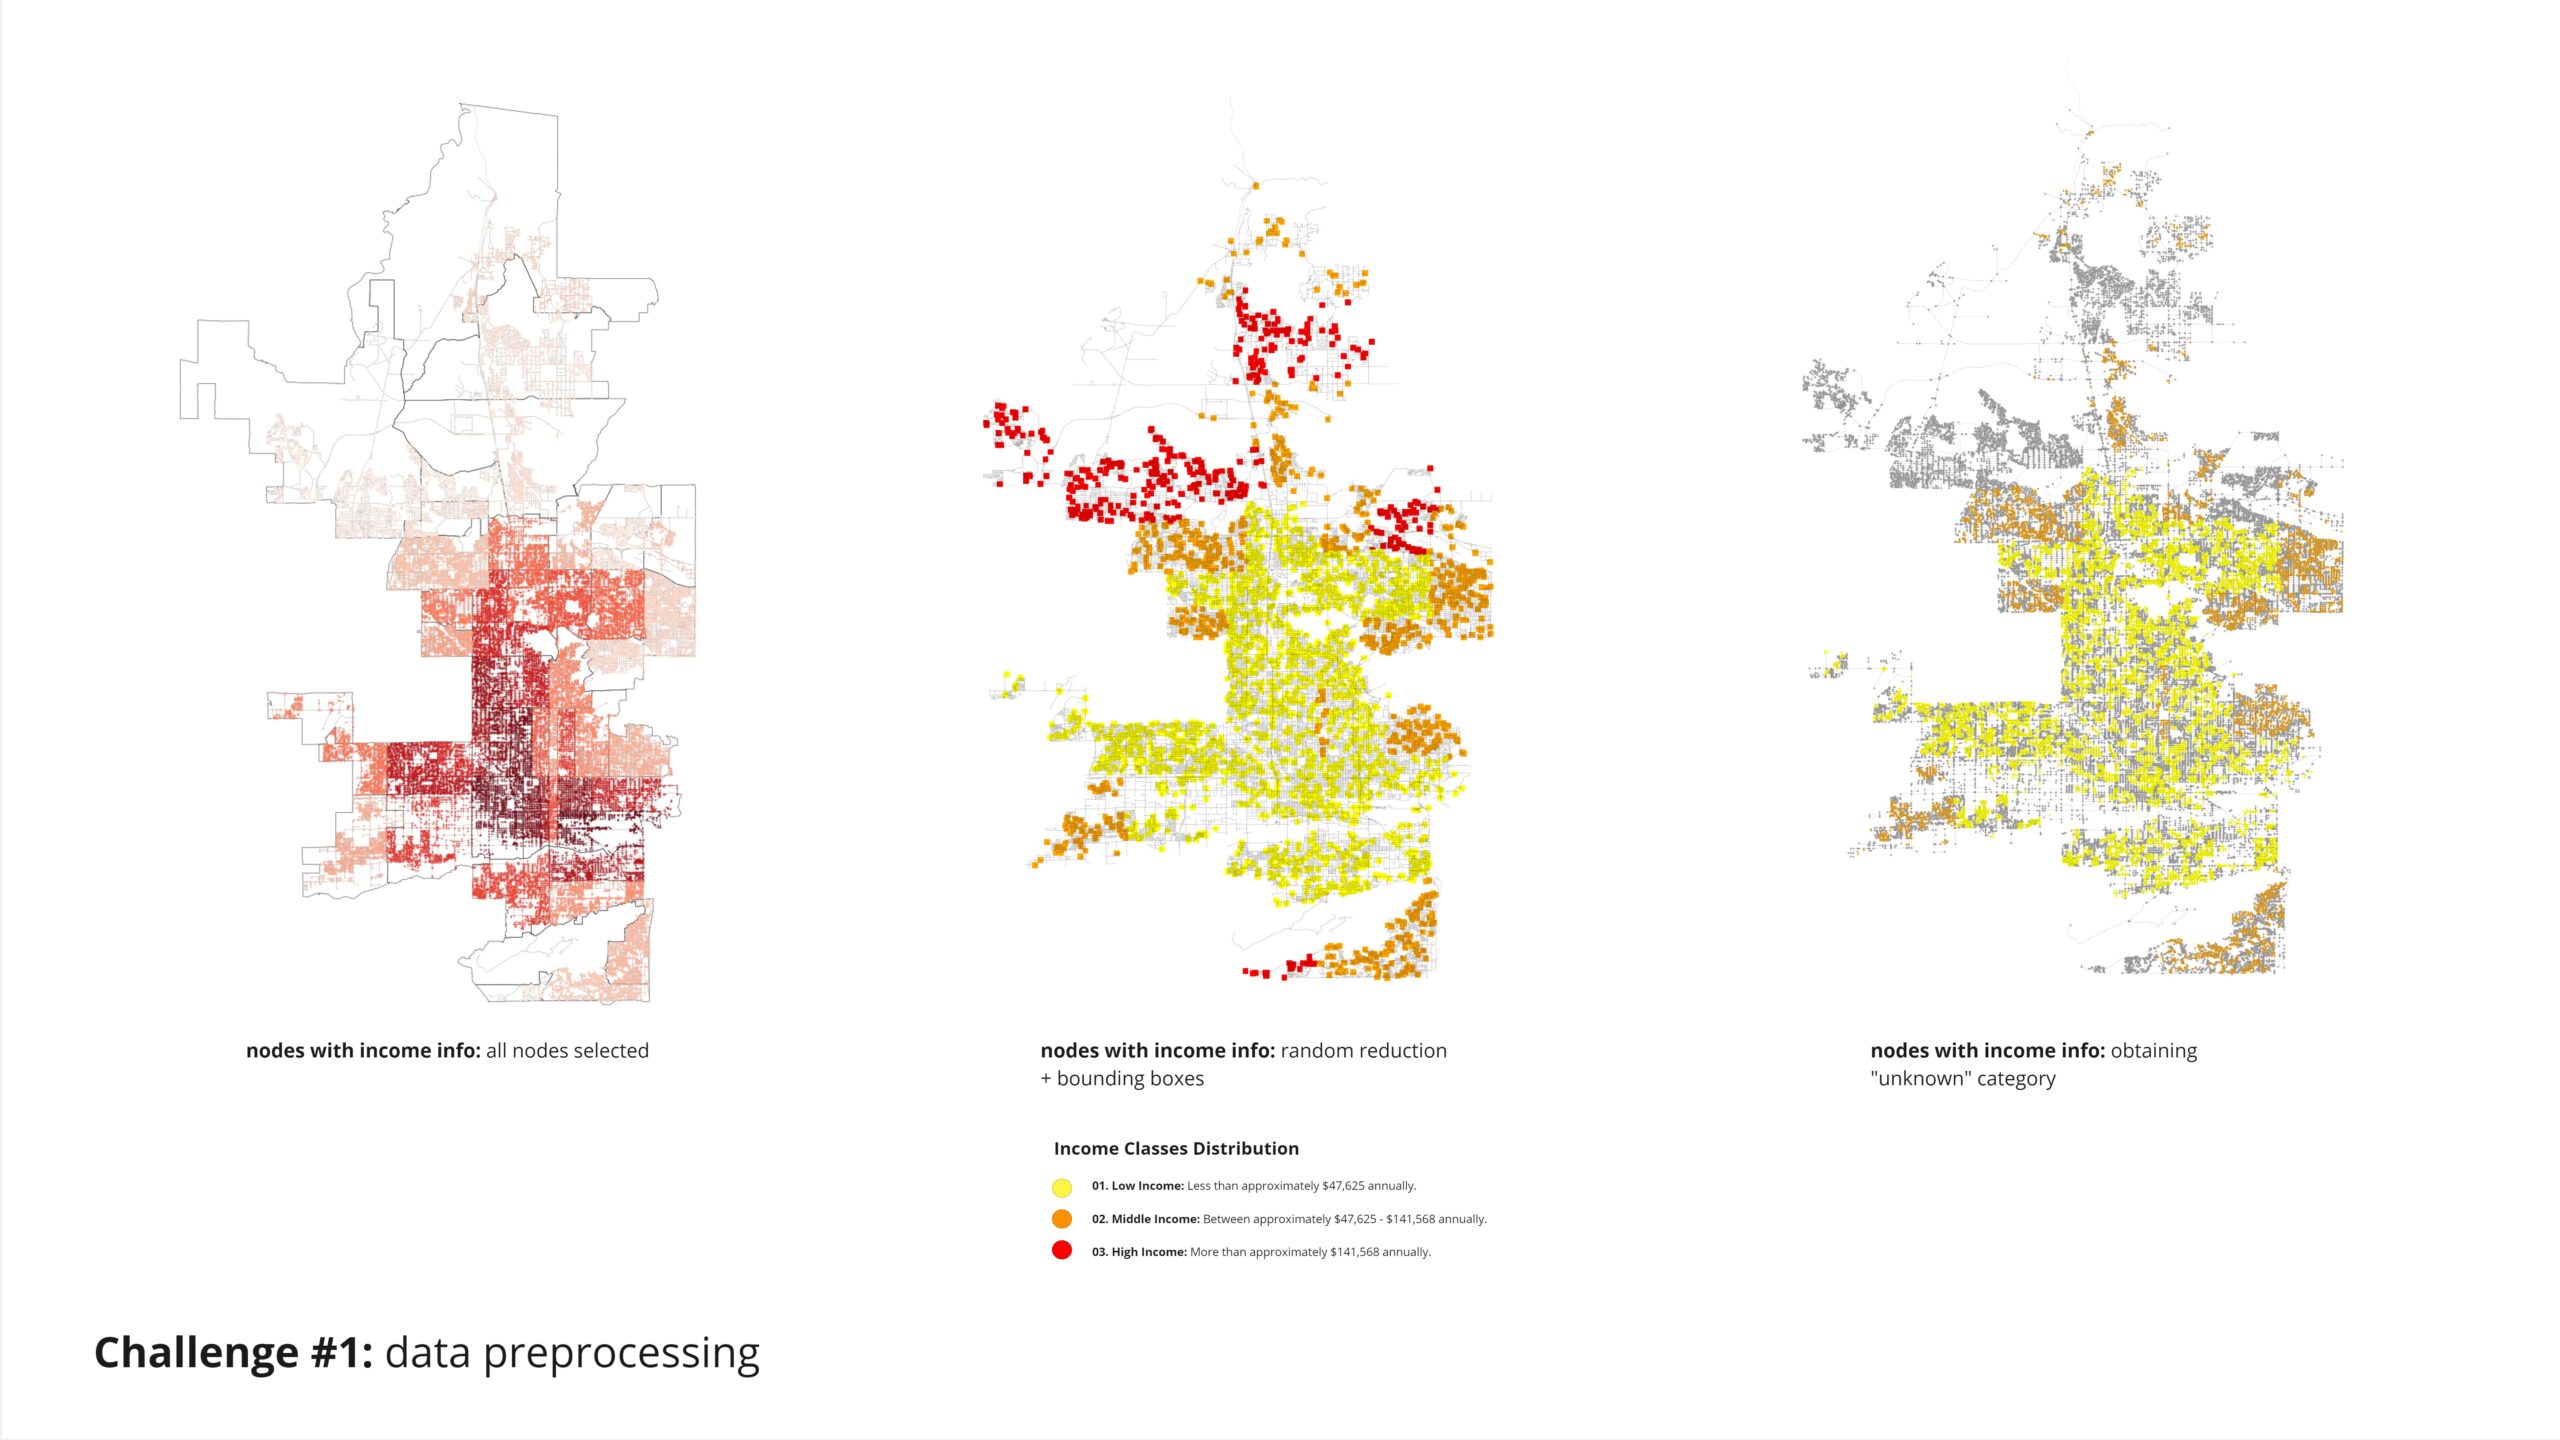 nodes with income info: all nodes selected
nodes with income info: random reduction
+ bounding boxes
nodes with income info: obtaining
"unknown" category
Income Classes Distribution
01. Low Income: Less than approximately $47,625 annually.
02. Middle Income: Between approximately $47,625 - $141,568 annually.
03. High Income: More than approximately $141,568 annually.
Challenge #1: data preprocessing